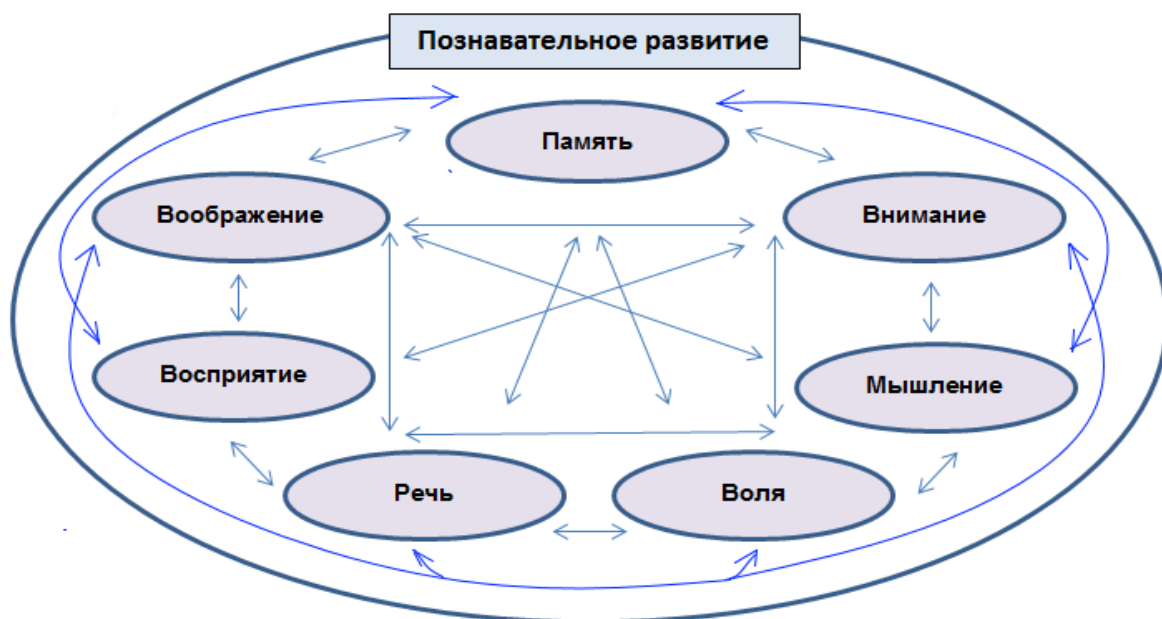 Познавательное развитие
Память
Воображение
Внимание
Восприятие
Мышление
Речь
Воля